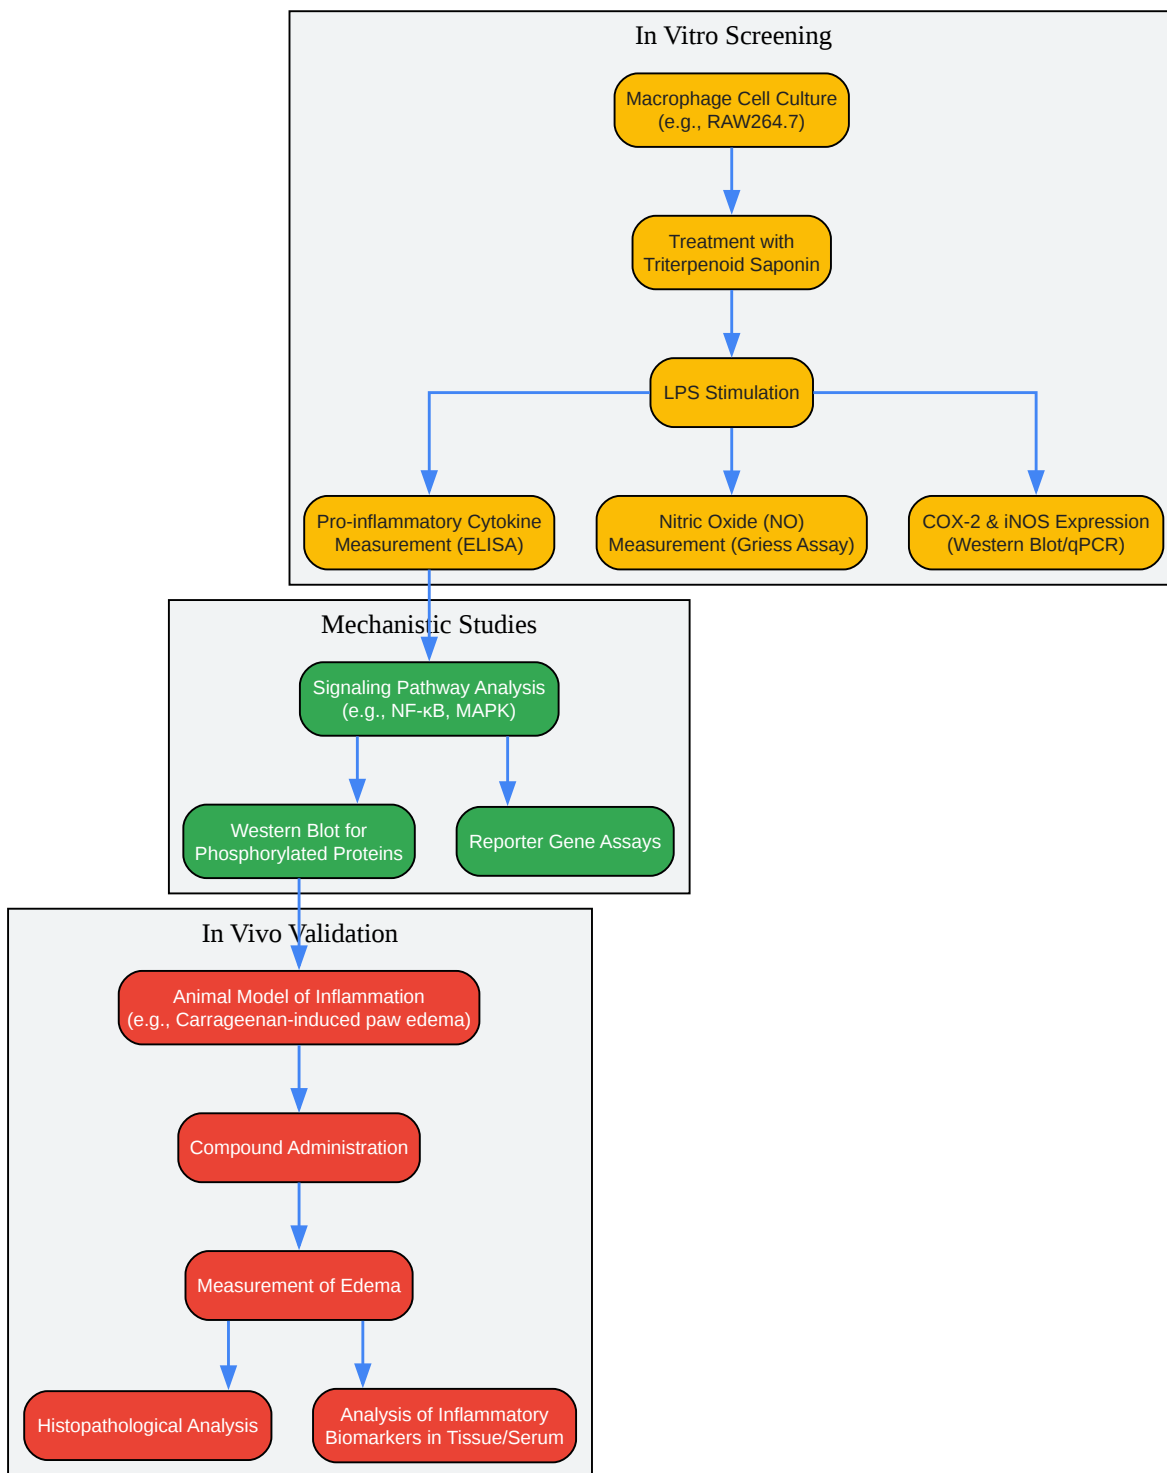 In Vitro Screening
Macrophage Cell Culture
(e.g., RAW264.7)
Treatment with
Triterpenoid Saponin
LPS Stimulation
Pro-inflammatory Cytokine
Measurement (ELISA)
Nitric Oxide (NO)
Measurement (Griess Assay)
COX-2 & iNOS Expression
(Western Blot/qPCR)
Mechanistic Studies
Signaling Pathway Analysis
(e.g., NF-κB, MAPK)
Western Blot for
Phosphorylated Proteins
Reporter Gene Assays
In Vivo Validation
Animal Model of Inflammation
(e.g., Carrageenan-induced paw edema)
Compound Administration
Measurement of Edema
Histopathological Analysis
Analysis of Inflammatory
Biomarkers in Tissue/Serum